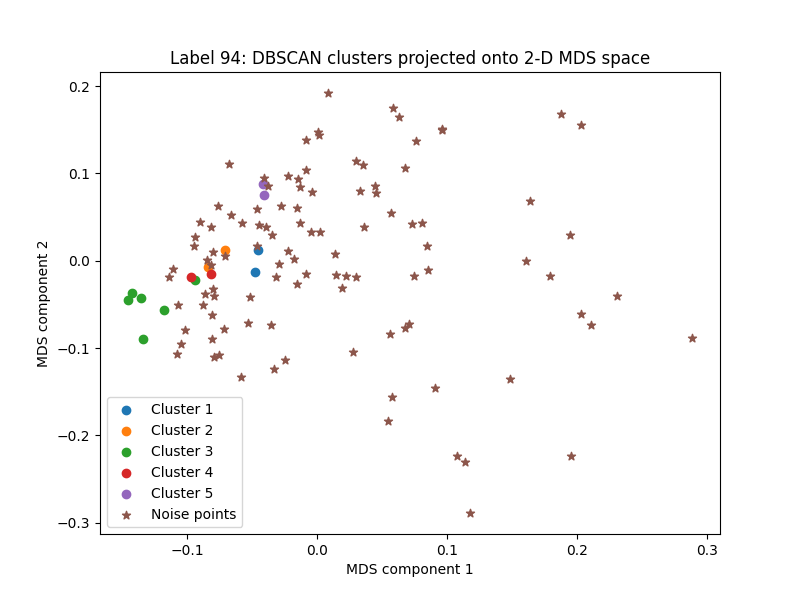 Label 94: DBSCAN clusters projected onto 2-D MDS space
MDS component 2
0.2
0.1
0.0
−0.1
−0.2
−0.3
Cluster 1
Cluster 2
Cluster 3
Cluster 4
Cluster 5
Noise points
−0.1 0.0 0.1 0.2 0.3
MDS component 1